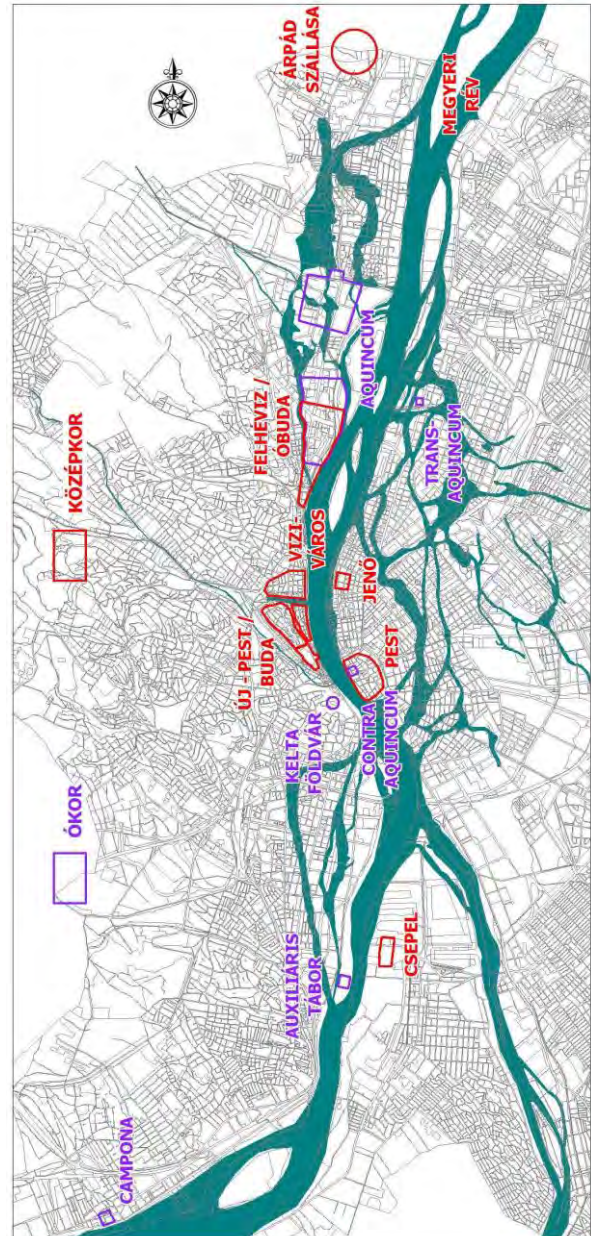 ÓKOR
KÖZÉPKOR
CAMPONA
ÚJ - PEST /
BUDA
FELHÉVIZ /
ÓBUDA
AUXILIÁRIS
TÁBOR
KELTA
FÖLDVÁR
VIZI-
VÁROS
ÁRPÁD
SZÁLLÁSA
CONTRA
AQUINCUM
JENŐ
AQUINCUM
PEST
CSEPEL
TRANS-
AQUINCUM
MEGYERI
RÉV